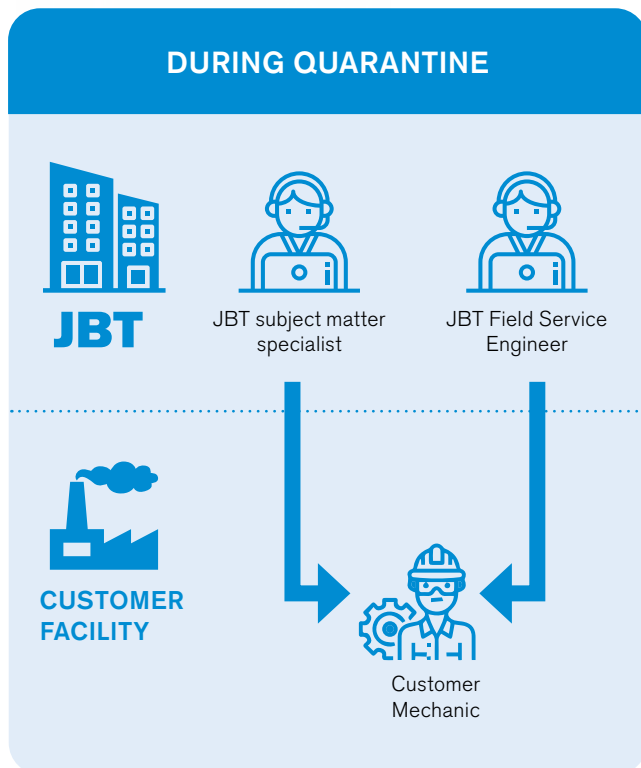 DURING QUARANTINE
JBT
JBT subject matter
specialist
JBT Field Service
Engineer
CUSTOMER
FACILITY
Customer
Mechanic